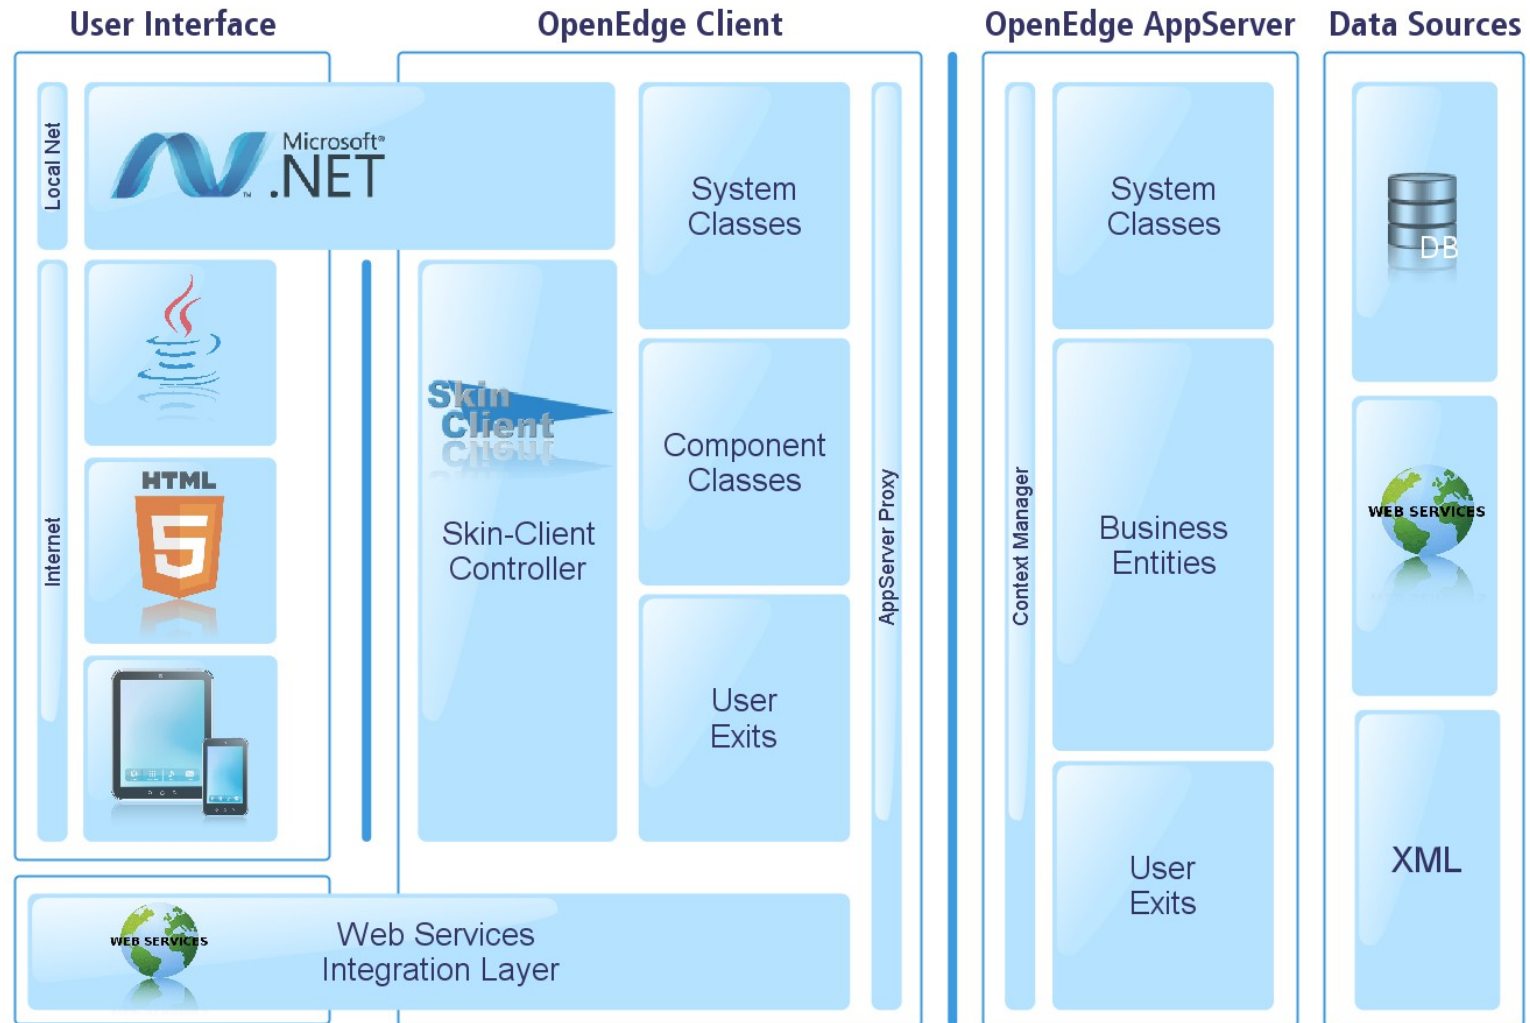 User Interface
OpenEdge Client
OpenEdge AppServer
Data Sources
Local Net
Microsoft®
.NET™
Internet
HTML
5
Skin
Client
Skin-Client
Controller
System
Classes
Component
Classes
User
Exits
AppServer Proxy
WEB SERVICES
Web Services
Integration Layer
Context Manager
System
Classes
Business
Entities
User
Exits
DB
WEB SERVICES
XML